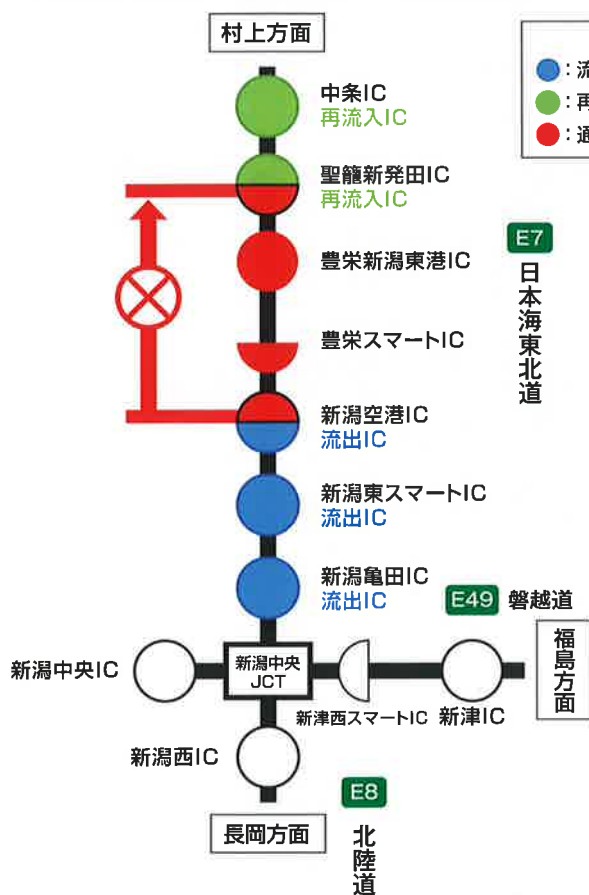 村上方面
中条IC
再流入IC
：流
：再
：通
聖籠新発田IC
再流入IC
E7
日本海東北道
豊栄新潟東港IC
豊栄スマートIC
新潟空港IC
流出IC
新潟東スマートIC
流出IC
新潟亀田IC
流出IC
E49 磐越道
福島方面
新潟中央IC
新潟中央
JCT
新津西スマートIC
新津IC
新潟西IC
E8
北陸道
長岡方面